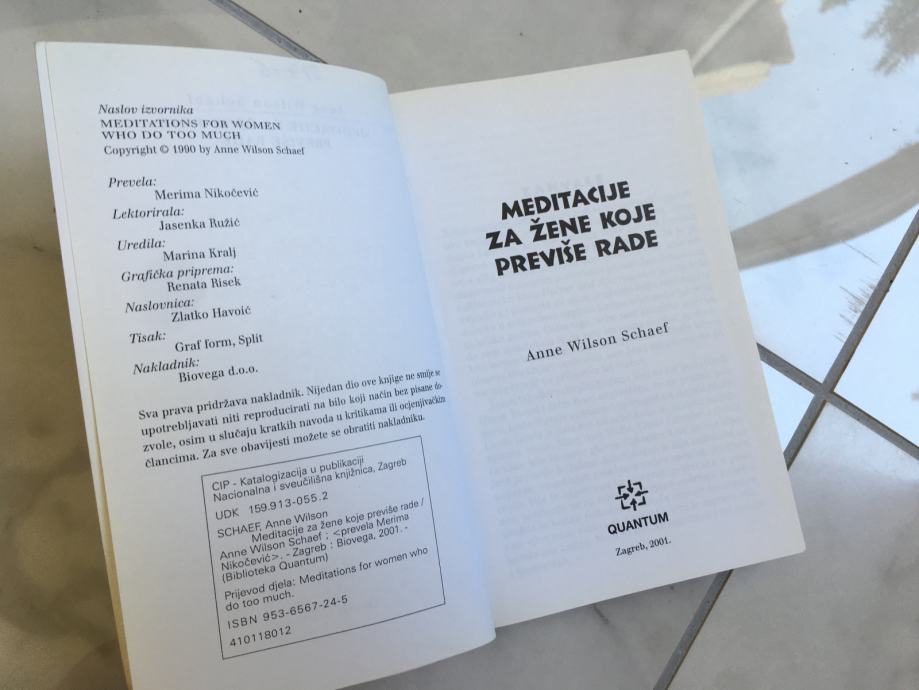 Naslov izvornika
MEDITATIONS FOR WOMEN
WHO DO TOO MUCH
Copyright © 1990 by Anne Wilson Schaef
Prevela:
Merima Nikočević
Lektorirala:
Jasenka Ružić
Uredila:
Marina Kralj
Grafička priprema:
Renata Risek
Naslovnica:
Zlatko Havoić
Tisak:
Graf form, Split
Nakladnik:
Biovega d.o.o.
Sva prava pridržava nakladnik. Nijedan dio ove knjige ne smije se
upotrebljavati niti reproducirati na bilo koji način bez pisane do-
zvole, osim u slučaju kratkih navoda u kritikama ili ocjenjivačkim
člancima. Za sve obavijesti možete se obratiti nakladniku.
CIP - Katalogizacija u publikaciji
Nacionalna i sveučilišna knjižnica, Zagreb
UDK 159.913-055.2
SCHAEF, Anne Wilson
Meditacije za žene koje previše rade /
Anne Wilson Schaef ; <prevela Merima
Nikočević>. - Zagreb : Biovega, 2001. -
(Biblioteka Quantum)
Prijevod djela: Meditations for women who
do too much.
ISBN 953-6567-24-5
410118012
MEDITACIJE
ZA ŽENE KOJE
PREVIŠE RADE
Anne Wilson Schaef
QUANTUM
Zagreb, 2001.